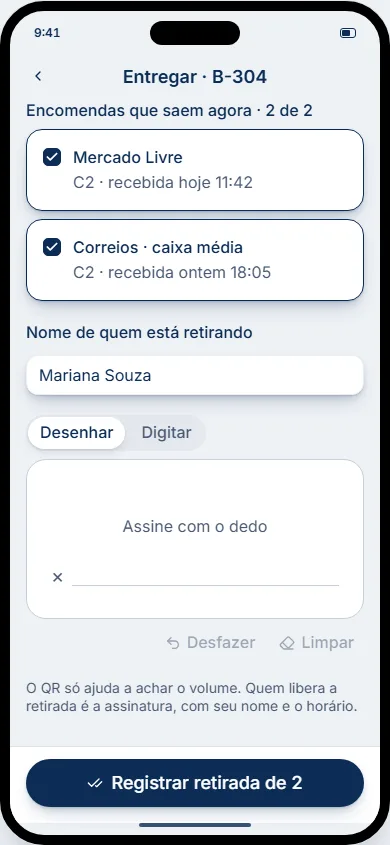 9:41
Entregar · B-304
Encomendas que saem agora · 2 de 2
Mercado Livre
C2 · recebida hoje 11:42
Correios · caixa média
C2 · recebida ontem 18:05
Nome de quem está retirando
Mariana Souza
Desenhar
Digitar
Assine com o dedo
×
Desfazer
Limpar
O QR só ajuda a achar o volume. Quem libera a
retirada é a assinatura, com seu nome e o horário.
Registrar retirada de 2